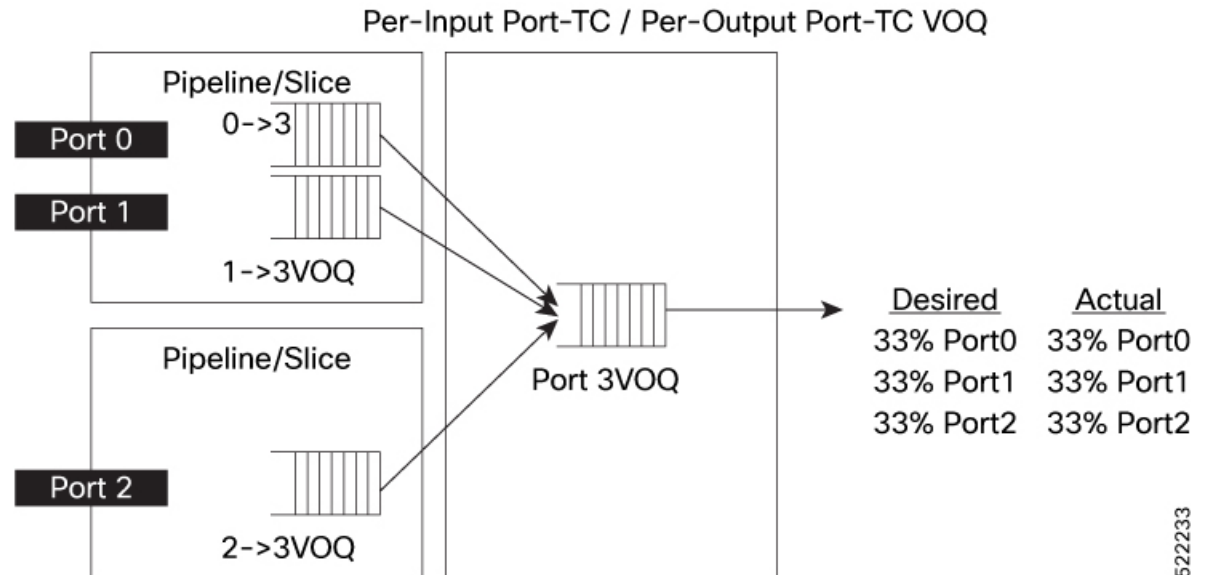 Per-Input Port-TC / Per-Output Port-TC VOQ
Pipeline/Slice
0->3
Port 0
Port 1
1->3VOQ
Pipeline/Slice
Port 2
2->3VOQ
Port 3VOQ
Desired Actual
33% Port0 33% Port0
33% Port1 33% Port1
33% Port2 33% Port2
522233